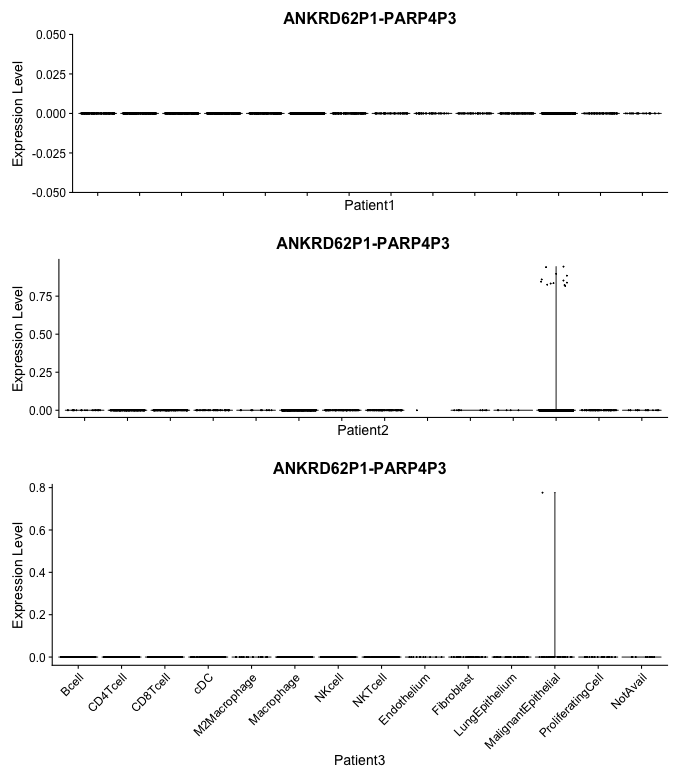 ANKRD62P1-PARP4P3
Expression Level
0.050
0.025
0.000
-0.025
-0.050
Patient1
ANKRD62P1-PARP4P3
Expression Level
0.75
0.50
0.25
0.00
Patient2
ANKRD62P1-PARP4P3
Expression Level
0.8
0.6
0.4
0.2
0.0
Bcell
CD4Tcell
CD8Tcell
cDC
M2Macrophage
Macrophage
NKcell
NKTcell
Endothelium
Fibroblast
LungEpithelium
MalignantEpithelial
ProliferatingCell
NotAvail
Patient3